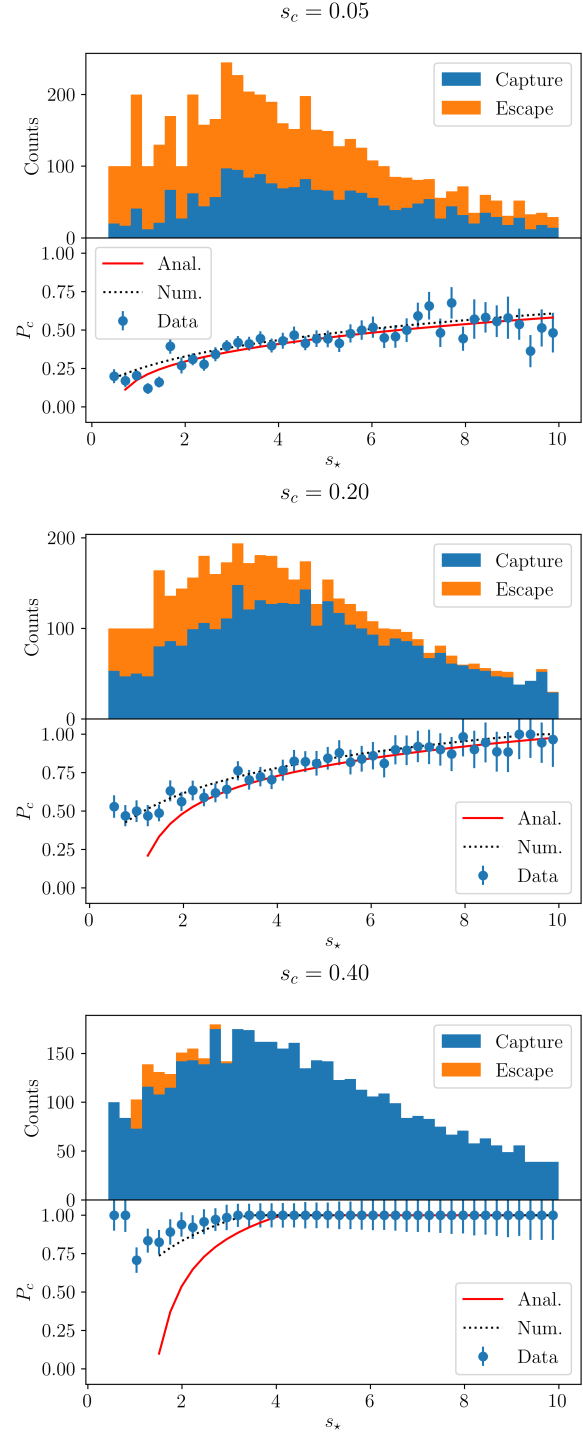 s_c = 0.05
200
100
0
Counts
Capture
Escape
1.00
0.75
0.50
0.25
0.00
P_c
Anal.
Num.
Data
0 2 4 6 8 10
s_⋆
s_c = 0.20
200
100
0
Counts
Capture
Escape
1.00
0.75
0.50
0.25
0.00
P_c
Anal.
Num.
Data
0 2 4 6 8 10
s_⋆
s_c = 0.40
150
100
50
0
Counts
Capture
Escape
1.00
0.75
0.50
0.25
0.00
P_c
Anal.
Num.
Data
0 2 4 6 8 10
s_⋆